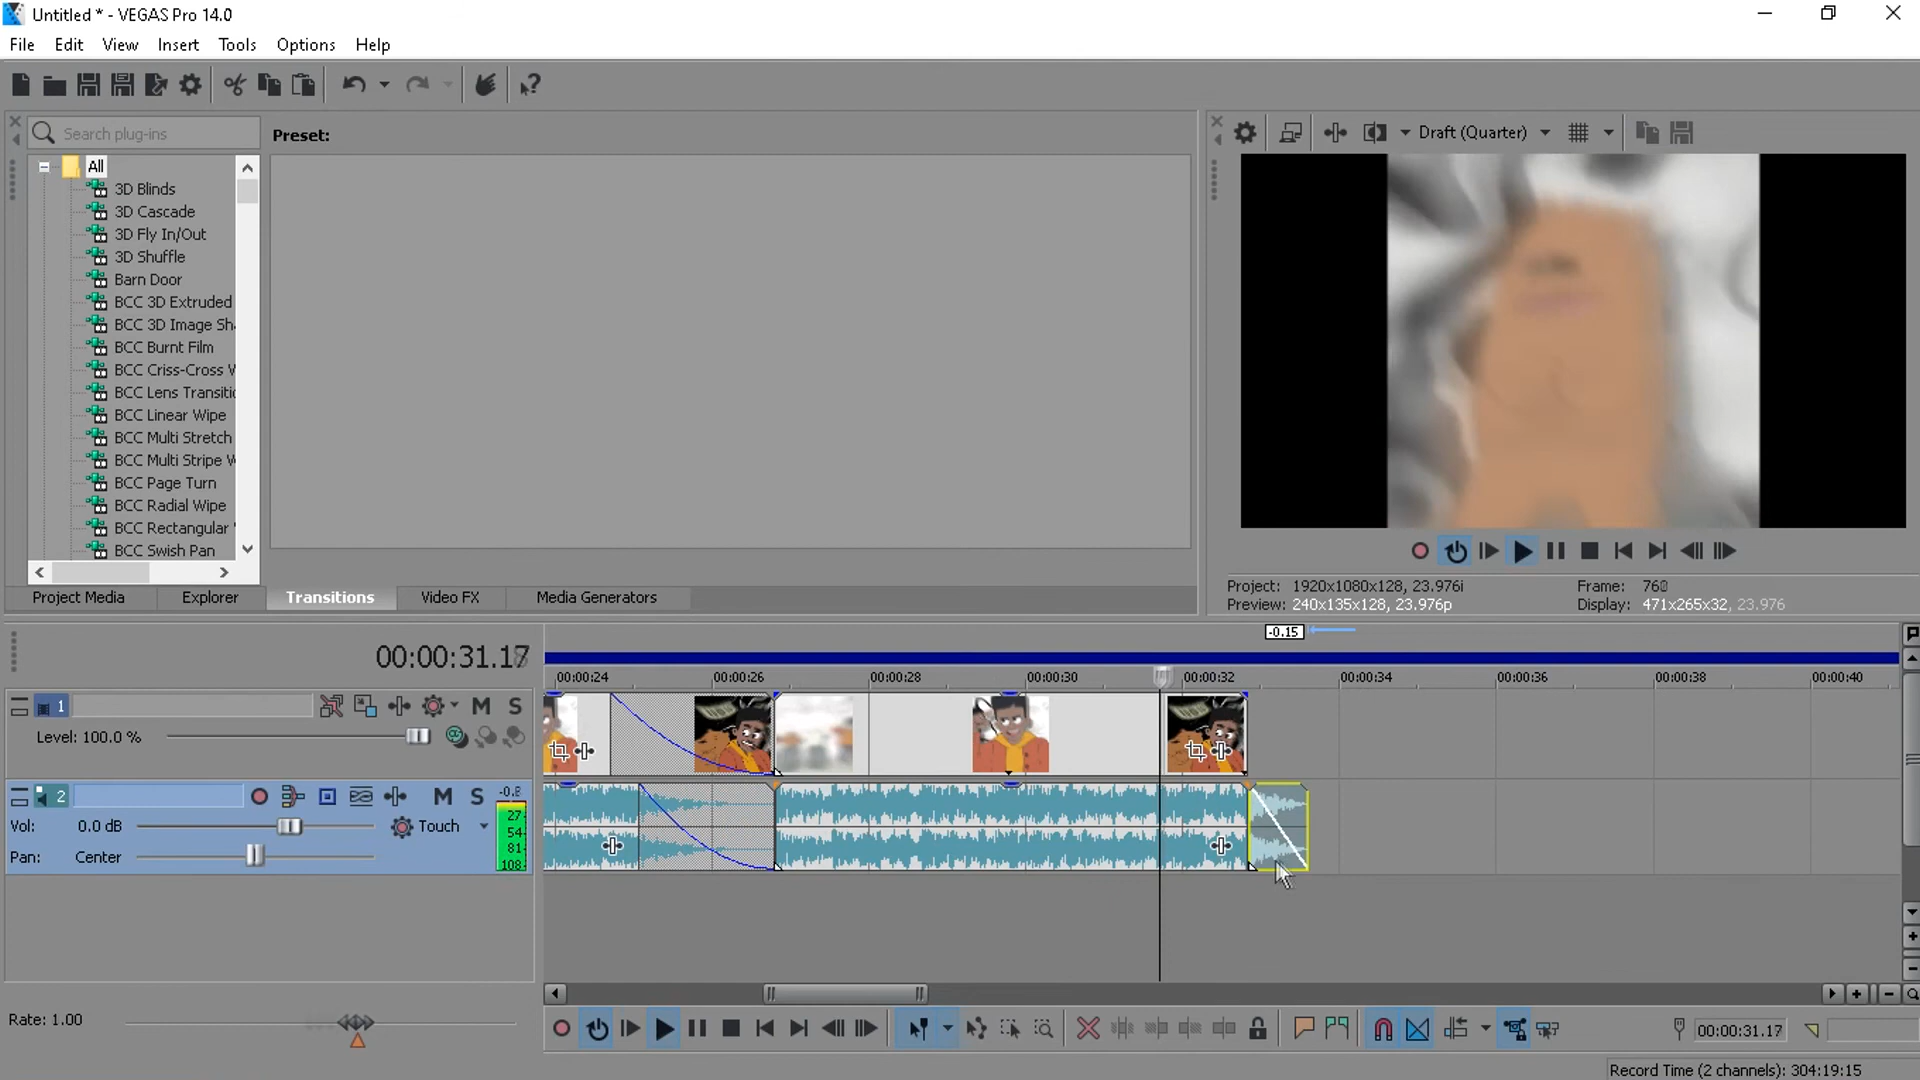 Untitled * - VEGAS Pro 14.0
File Edit View Insert Tools Options Help
Search plug-ins
Preset:
Draft (Quarter)
All
3D Blinds
3D Cascade
3D Fly In/Out
3D Shuffle
Barn Door
BCC 3D Extruded
BCC 3D Image Sh
BCC Burnt Film
BCC Criss-Cross W
BCC Lens Transitio
BCC Linear Wipe
BCC Multi Stretch
BCC Multi Stripe W
BCC Page Turn
BCC Radial Wipe
BCC Rectangular
BCC Swish Pan
Project Media Explorer Transitions Video FX Media Generators
Project: 1920x1080x128, 23.976i Frame: 760
Preview: 240x135x128, 23.976p Display: 471x265x32, 23.976
-0.15
00:00:31.17
00:00:24 00:00:26 00:00:28 00:00:30 00:00:32 00:00:34 00:00:36 00:00:38 00:00:40
1 M S
Level: 100.0 %
2 M S -0.8
Vol: 0.0 dB Touch 27
54
Pan: Center 81
108
Rate: 1.00
00:00:31.17
Record Time (2 channels): 304:19:15